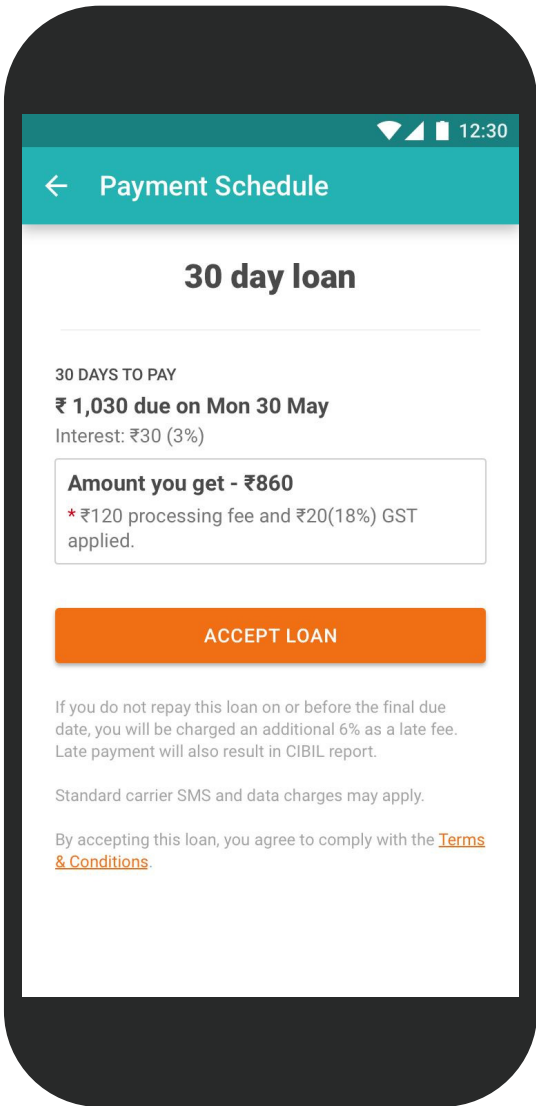 12:30
Payment Schedule
30 day loan
30 DAYS TO PAY
₹ 1,030 due on Mon 30 May
Interest: ₹30 (3%)
Amount you get - ₹860
* ₹120 processing fee and ₹20(18%) GST
applied.
ACCEPT LOAN
If you do not repay this loan on or before the final due
date, you will be charged an additional 6% as a late fee.
Late payment will also result in CIBIL report.
Standard carrier SMS and data charges may apply.
By accepting this loan, you agree to comply with the Terms
& Conditions.